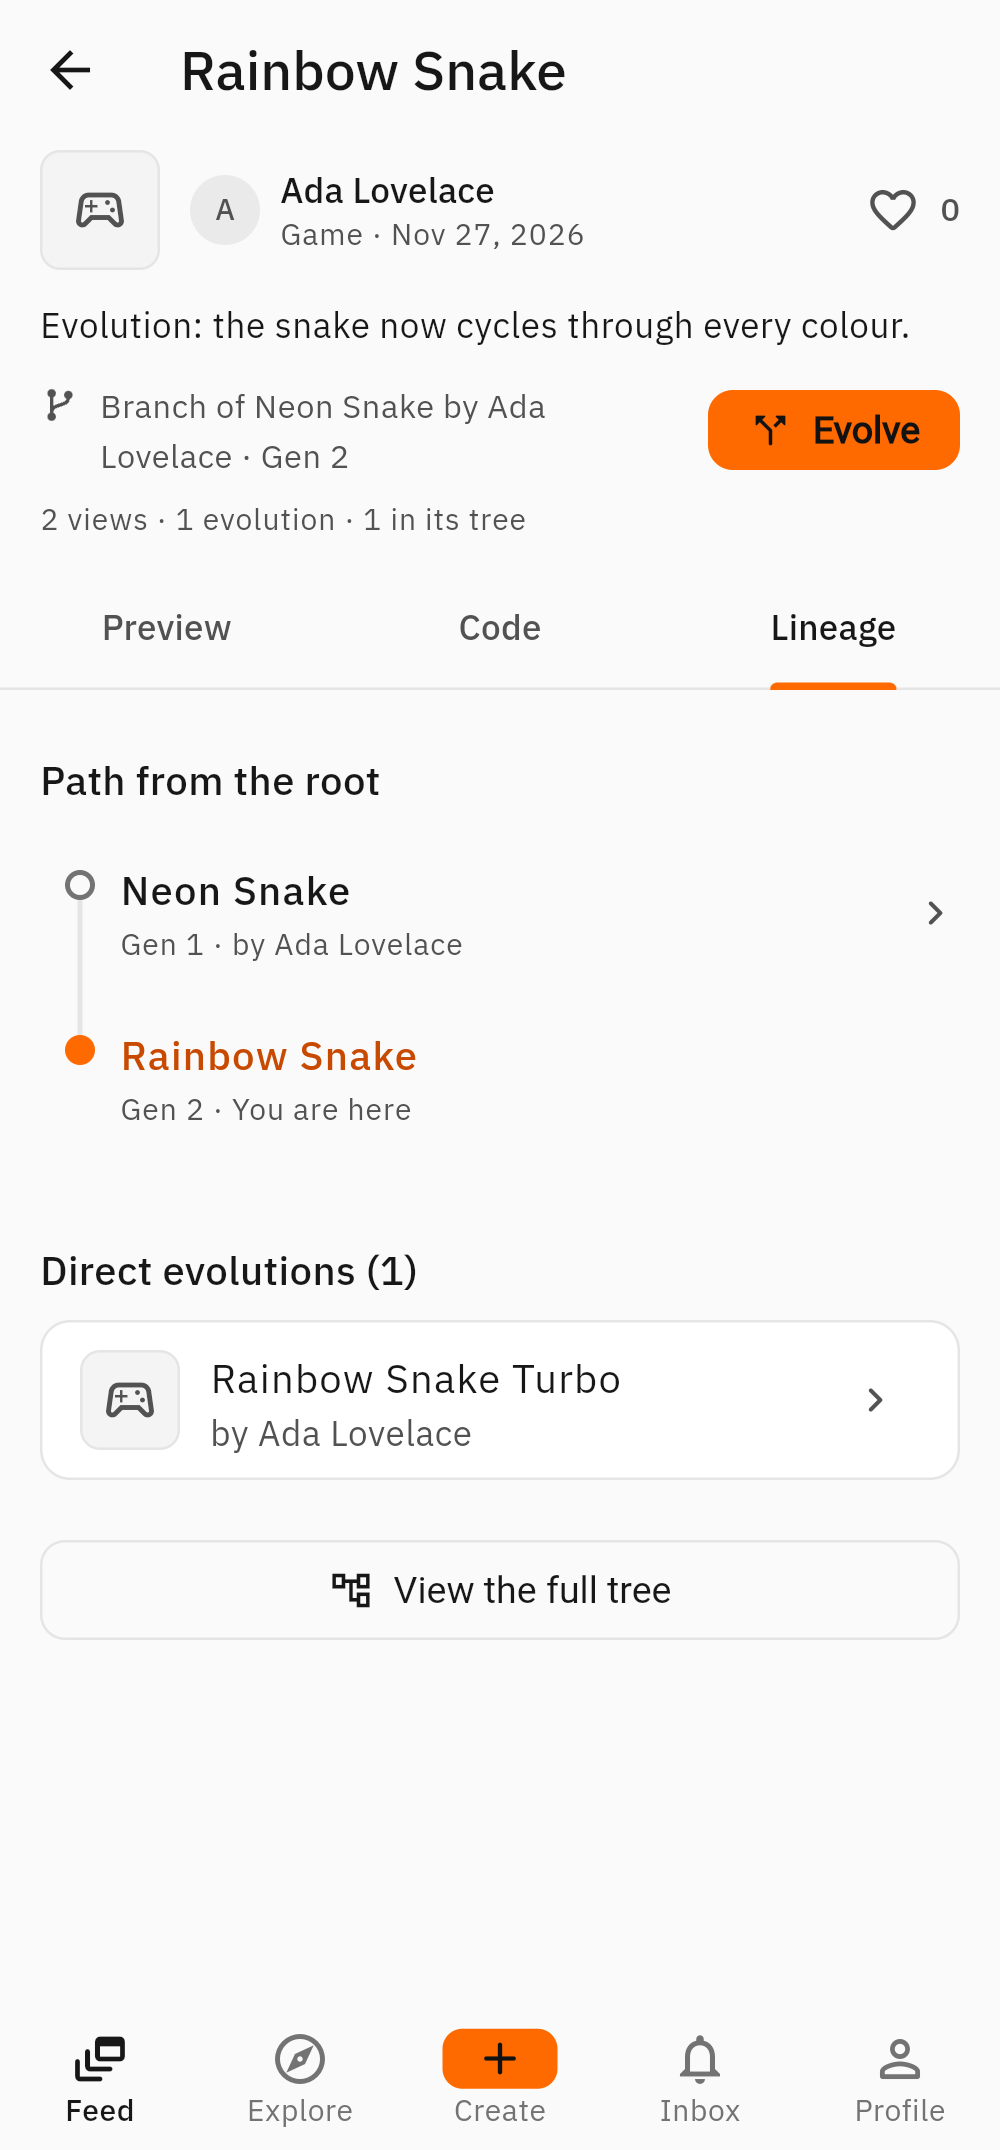 Rainbow Snake
A
Ada Lovelace
Game · Nov 27, 2026
0
Evolution: the snake now cycles through every colour.
Branch of Neon Snake by Ada
Lovelace · Gen 2
Evolve
2 views · 1 evolution · 1 in its tree
Preview
Code
Lineage
Path from the root
Neon Snake
Gen 1 · by Ada Lovelace
Rainbow Snake
Gen 2 · You are here
Direct evolutions (1)
Rainbow Snake Turbo
by Ada Lovelace
View the full tree
Feed
Explore
Create
Inbox
Profile